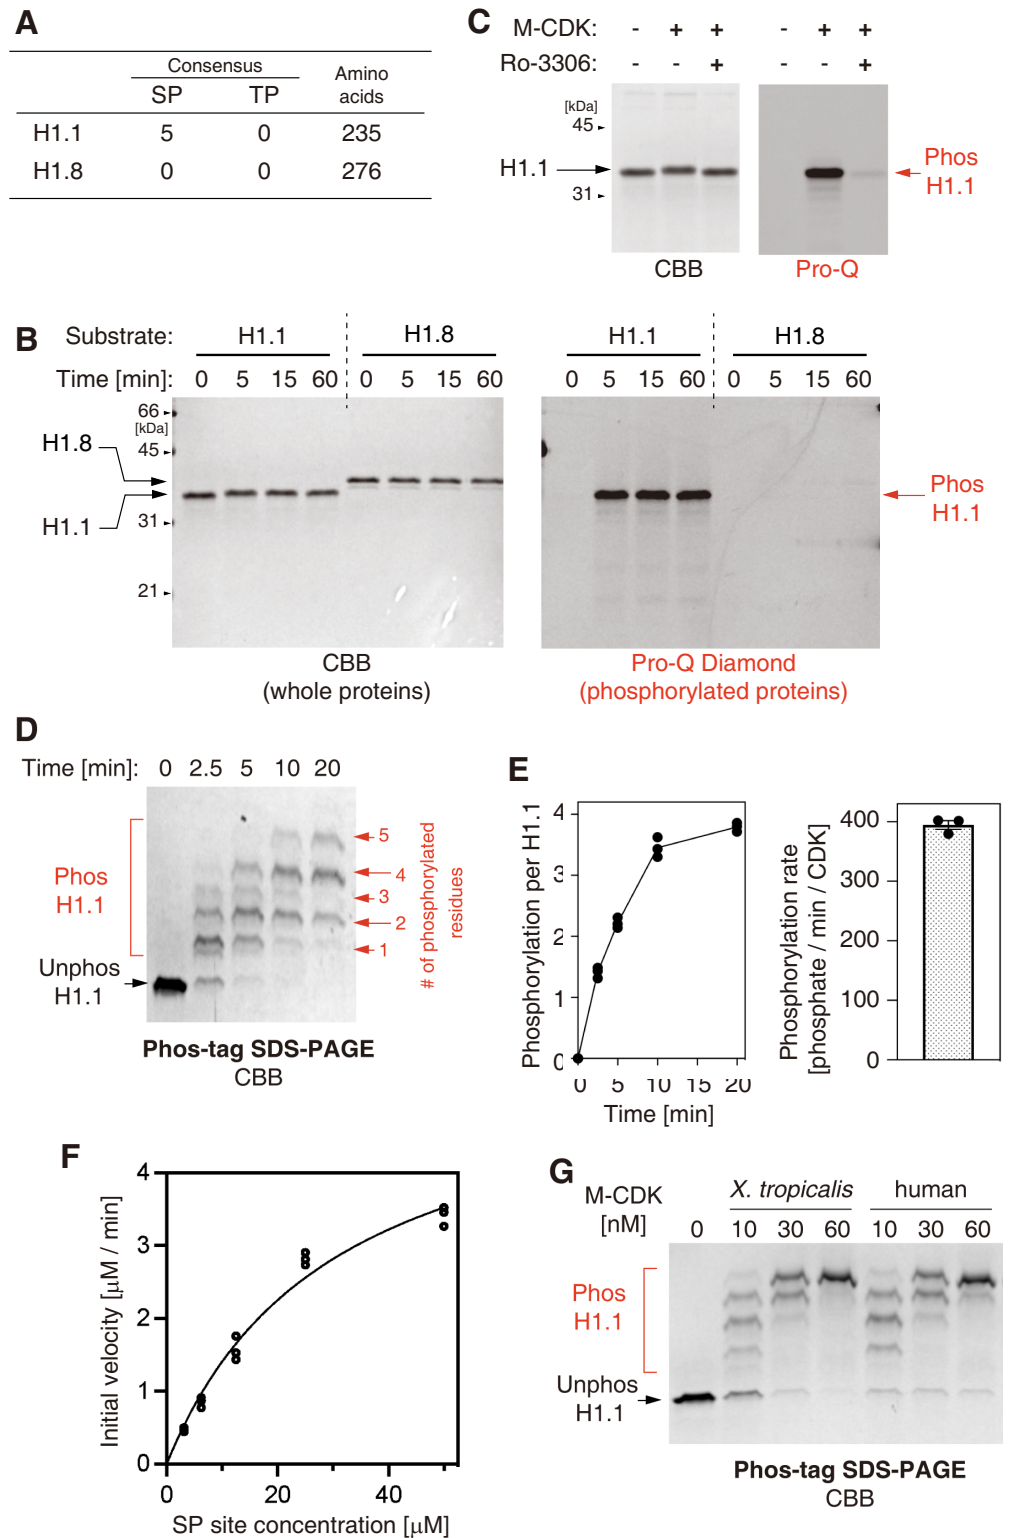 A
Consensus
Amino acids
SP TP
H1.1 5 0 235
H1.8 0 0 276
C
M-CDK: - + +
- + +
Ro-3306: - - +
- - +
[kDa]
45
31
H1.1
Phos H1.1
CBB
Pro-Q
B
Substrate: H1.1 H1.8
H1.1 H1.8
Time [min]: 0 5 15 60 0 5 15 60
0 5 15 60 0 5 15 60
66
[kDa]
45
31
21
H1.8
H1.1
Phos
H1.1
CBB
(whole proteins)
Pro-Q Diamond
(phosphorylated proteins)
D
Time [min]: 0 2.5 5 10 20
Phos
H1.1
Unphos
H1.1
5
4
3
2
1
# of phosphorylated
residues
Phos-tag SDS-PAGE
CBB
E
Phosphorylation per H1.1
4
3
2
1
0
0 5 10 15 20
Time [min]
Phosphorylation rate
[phosphate / min / CDK]
400
300
200
100
0
F
Initial velocity [µM / min]
4
3
2
1
0
0 20 40
SP site concentration [µM]
G
M-CDK
[nM]
X. tropicalis human
0 10 30 60 10 30 60
Phos
H1.1
Unphos
H1.1
Phos-tag SDS-PAGE
CBB